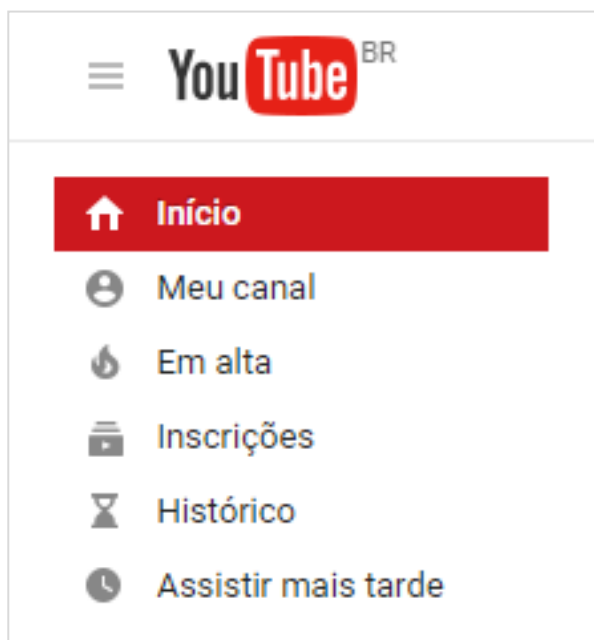 YouTube BR
Início
Meu canal
Em alta
Inscrições
Histórico
Assistir mais tarde